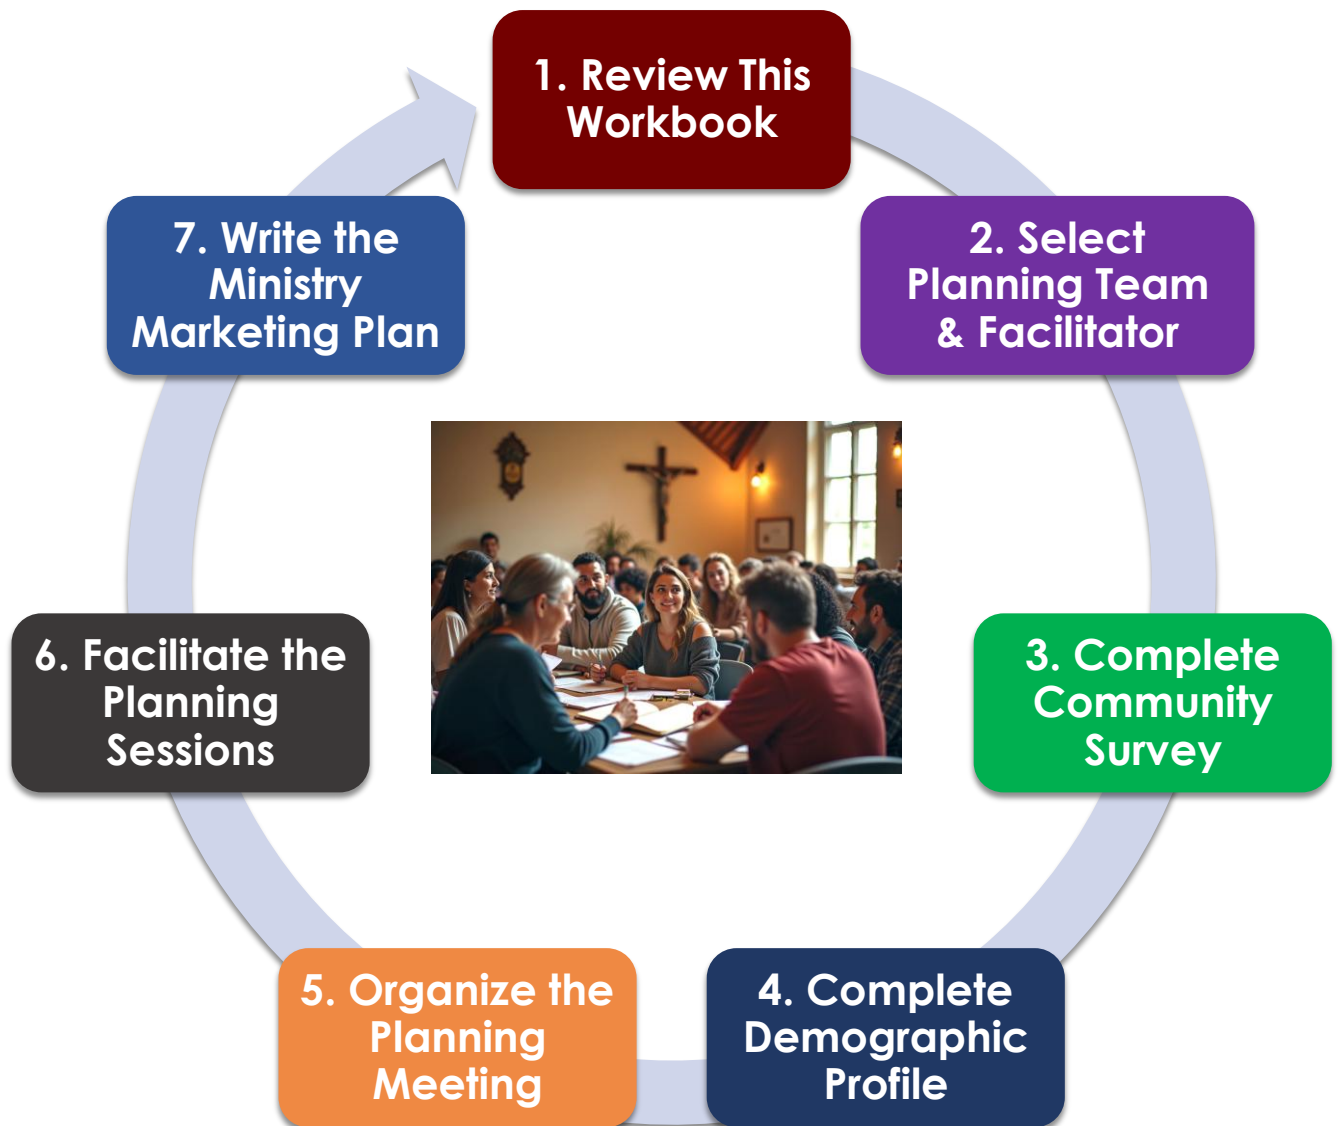 1. Review This
Workbook
2. Select
Planning Team
& Facilitator
3. Complete
Community
Survey
4. Complete
Demographic
Profile
5. Organize the
Planning
Meeting
6. Facilitate the
Planning
Sessions
7. Write the
Ministry
Marketing Plan